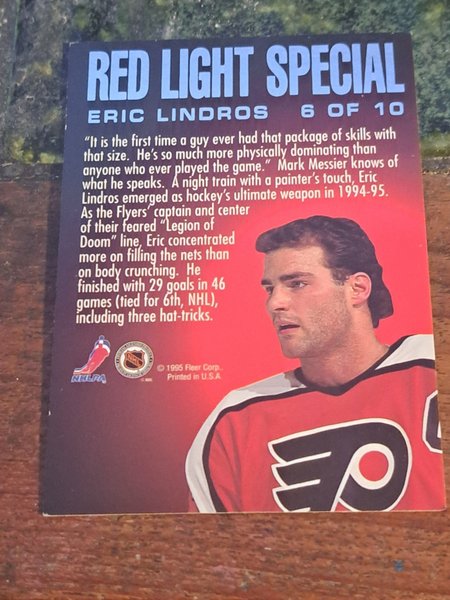 RED LIGHT SPECIAL
ERIC LINDROS 6 OF 10
"It is the first time a guy ever had that package of skills with
that size. He's so much more physically dominating than
anyone who ever played the game." Mark Messier knows of
what he speaks. A night train with a painter's touch, Eric
Lindros emerged as hockey's ultimate weapon in 1994-95.
As the Flyers' captain and center
of their feared "Legion of
Doom" line, Eric concentrated
more on filling the nets than
on body crunching. He
finished with 29 goals in 46
games (tied for 6th, NHL),
including three hat-tricks.
NHLPA
NHL
© 1995 Fleer Corp.,
Printed in U.S.A.